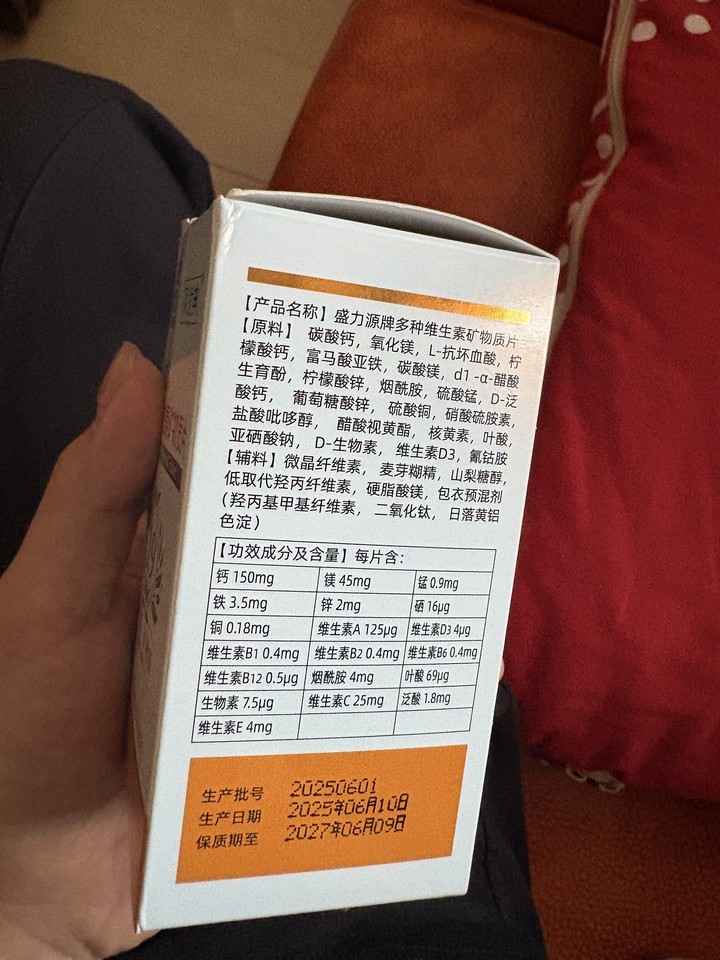 【产品名称】盛力源牌多种维生素矿物质片
【原料】 碳酸钙，氧化镁，L-抗坏血酸，柠
檬酸钙，富马酸亚铁，碳酸镁，d1 -α-醋酸
生育酚，柠檬酸锌，烟酰胺，硫酸锰，D-泛
酸钙， 葡萄糖酸锌， 硫酸铜，硝酸硫胺素，
盐酸吡哆醇， 醋酸视黄酯， 核黄素，叶酸，
亚硒酸钠， D-生物素， 维生素D3，氰钴胺
【辅料】微晶纤维素， 麦芽糊精，山梨糖醇，
低取代羟丙纤维素，硬脂酸镁，包衣预混剂
（羟丙基甲基纤维素， 二氧化钛， 日落黄铝
色淀）
【功效成分及含量】每片含：
钙 150mg 镁 45mg 锰 0.9mg
铁 3.5mg 锌 2mg 硒 16μg
铜 0.18mg 维生素A 125μg 维生素D3 4μg
维生素B1 0.4mg 维生素B2 0.4mg 维生素B6 0.4mg
维生素B12 0.5μg 烟酰胺 4mg 叶酸 69μg
生物素 7.5μg 维生素C 25mg 泛酸 1.8mg
维生素E 4mg
生产批号 20250601
生产日期 2025年06月10日
保质期至 2027年06月09日